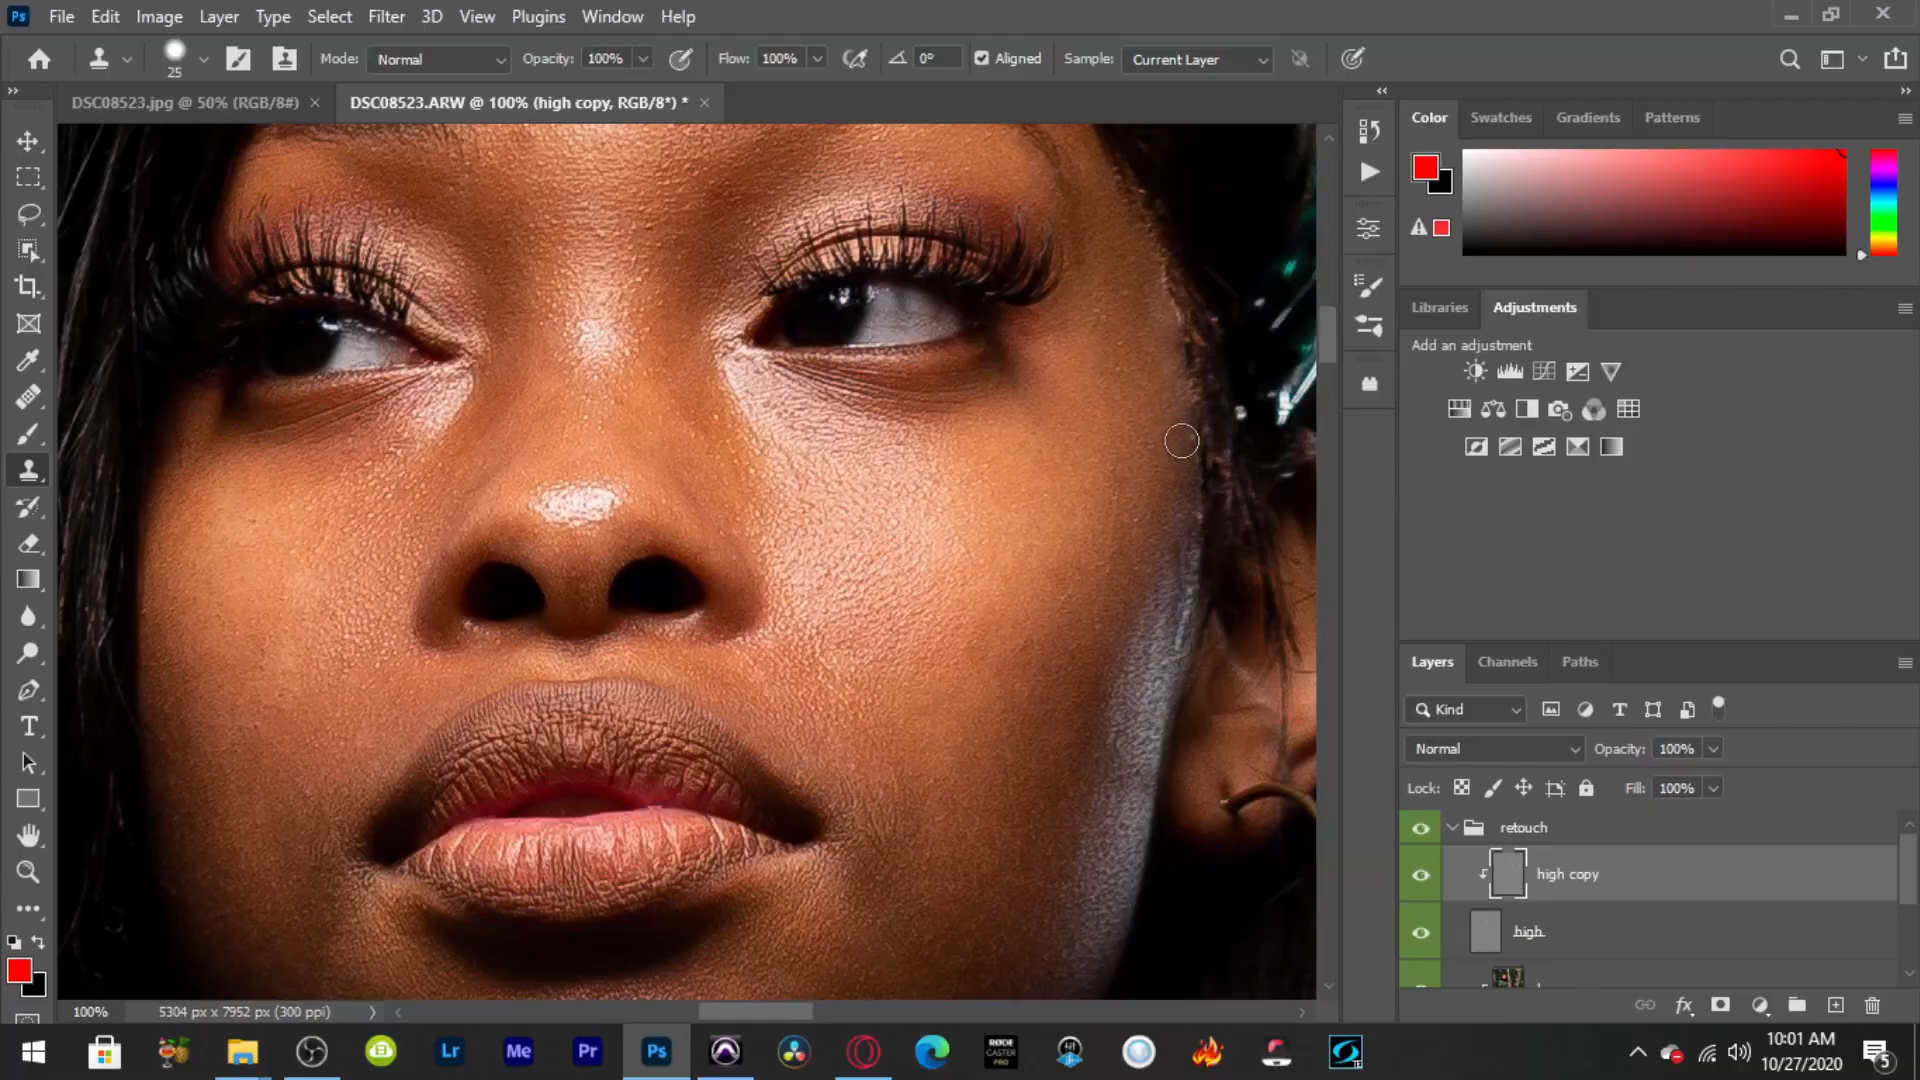 Ps File Edit Image Layer Type Select Filter 3D View Plugins Window Help
25 Mode: Normal Opacity: 100% Flow: 100% 0° Aligned Sample: Current Layer
DSC08523.jpg @ 50% (RGB/8#) × DSC08523.ARW @ 100% (high copy, RGB/8*) * ×
Color Swatches Gradients Patterns
Libraries Adjustments
Add an adjustment
Layers Channels Paths
Kind
Normal Opacity: 100%
Lock: Fill: 100%
retouch
high copy
high
100% 5304 px x 7952 px (300 ppi)
Lr Me Pr Ps RØDE CASTER PRO
10:01 AM
10/27/2020
5